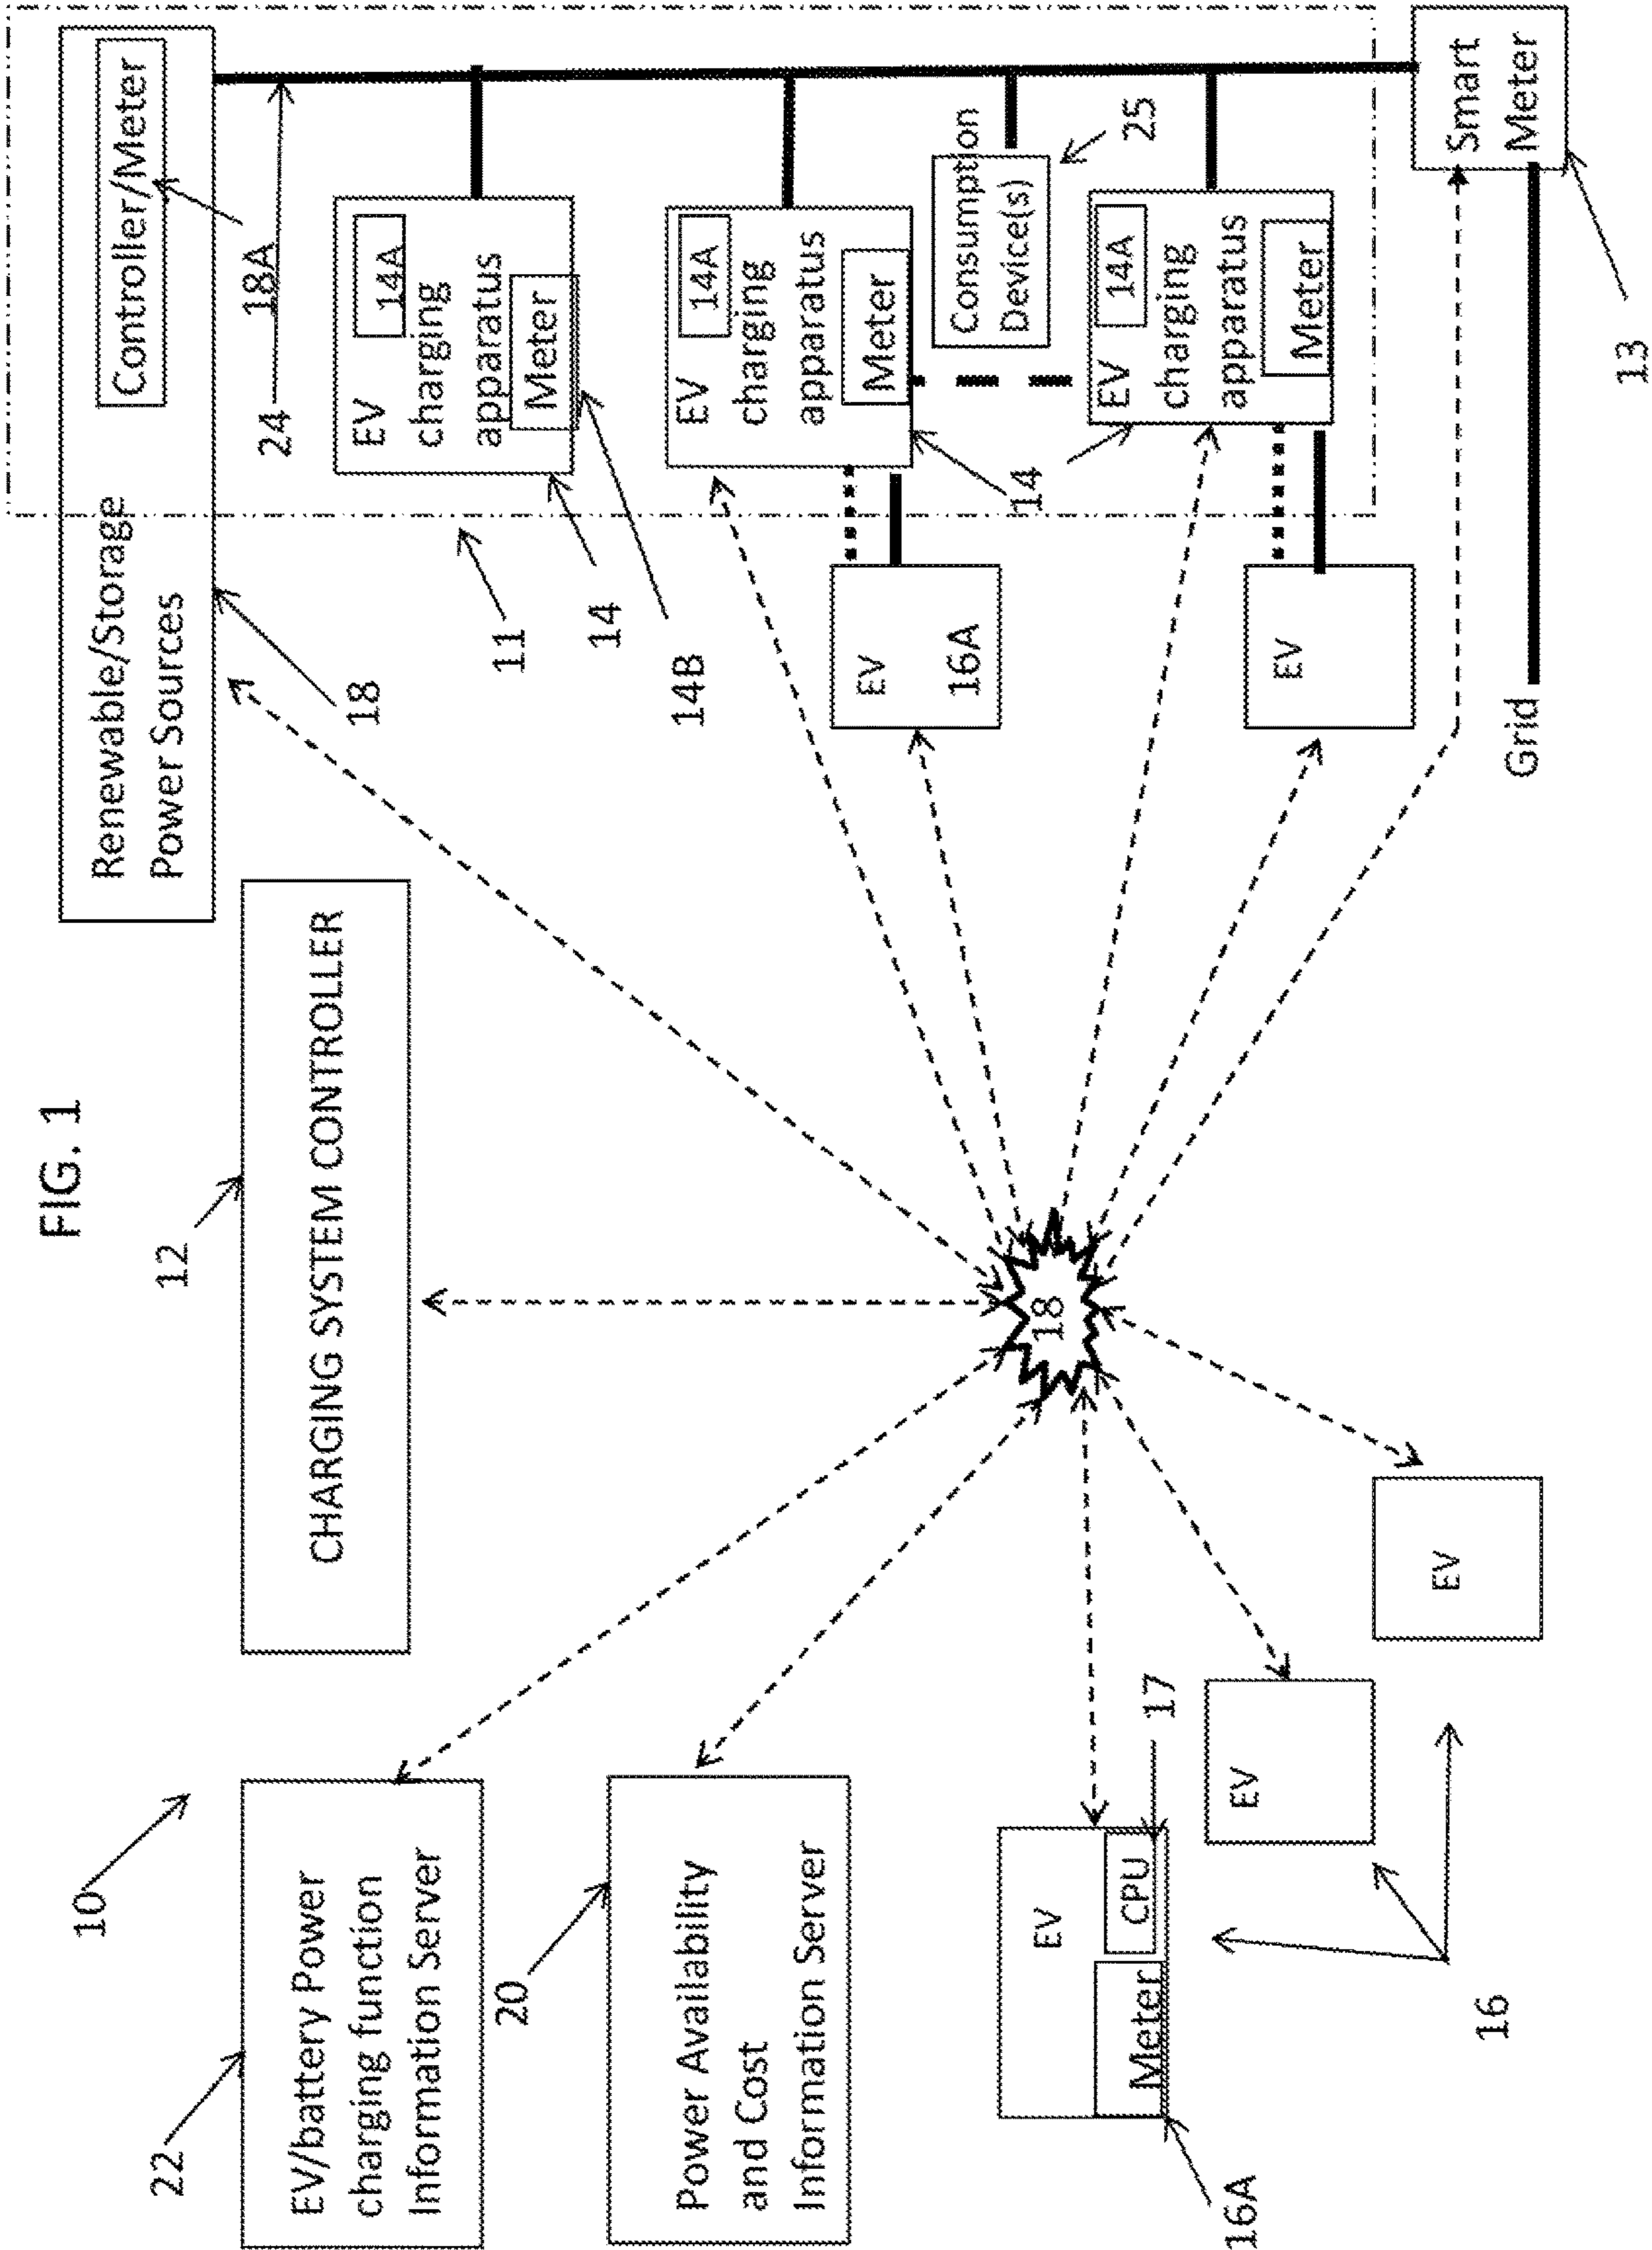 FIG. 1
10
22
EV/battery Power
charging function
Information Server
20
Power Availability
and Cost
Information Server
16A
EV
Meter
CPU
17
16
EV
EV
12
CHARGING SYSTEM CONTROLLER
18
Renewable/Storage
Power Sources
Controller/Meter
18A
24
18
11
14
14B
EV
14A
charging
apparatus
Meter
EV
14A
charging
apparatus
Meter
14
Consumption
Device(s)
25
EV
14A
charging
apparatus
Meter
EV
16A
EV
Grid
Smart
Meter
13